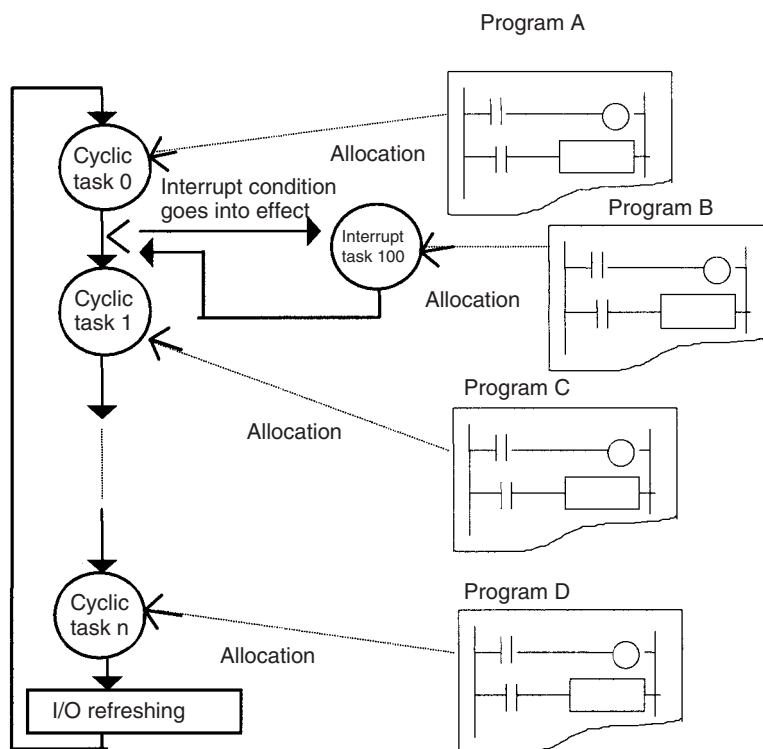 Program A
Cyclic
task 0
Allocation
Interrupt condition
goes into effect
Program B
Interrupt
task 100
Allocation
Cyclic
task 1
Program C
Allocation
Program D
Cyclic
task n
Allocation
I/O refreshing